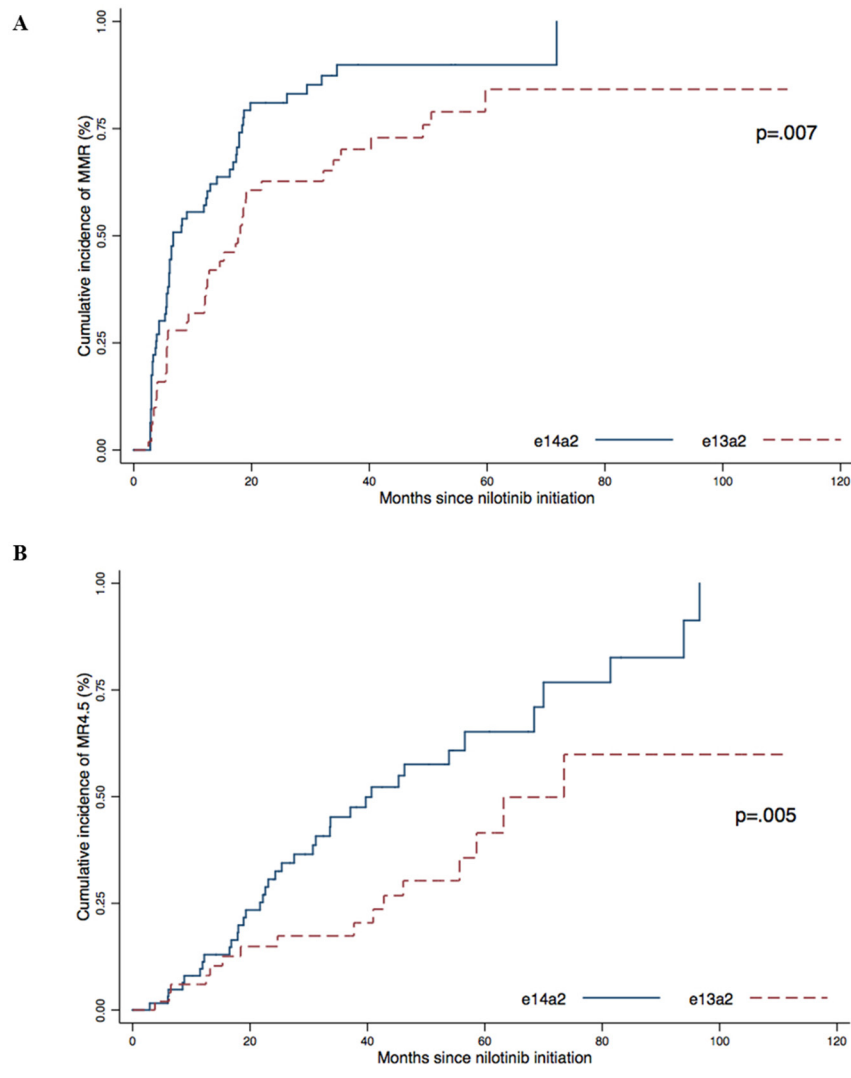 A
Cumulative incidence of MMR (%)
1.00
0.75
0.50
0.25
0.00
p=.007
e14a2 e13a2
0 20 40 60 80 100 120
Months since nilotinib initiation
B
Cumulative incidence of MR4.5 (%)
1.00
0.75
0.50
0.25
0.00
p=.005
e14a2 e13a2
0 20 40 60 80 100 120
Months since nilotinib initiation